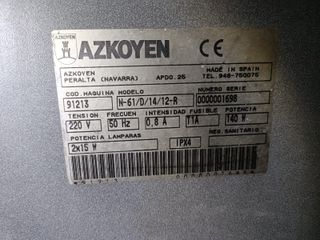 AZKOYEN CE
AZKOYEN MADE IN SPAIN
PERALTA (NAVARRA) APDO.25 TEL.948-750075
COD.MAQUINA MODELO NUMERO SERIE
91213 N-61/D/14/12-R 0000001698
TENSION FRECUEN INTENSIDAD FUSIBLE POTENCIA
220 V 50 Hz 0,8 A T1A 140 W
POTENCIA LAMPARAS REG.SANITARIO
2x15 W IPX4